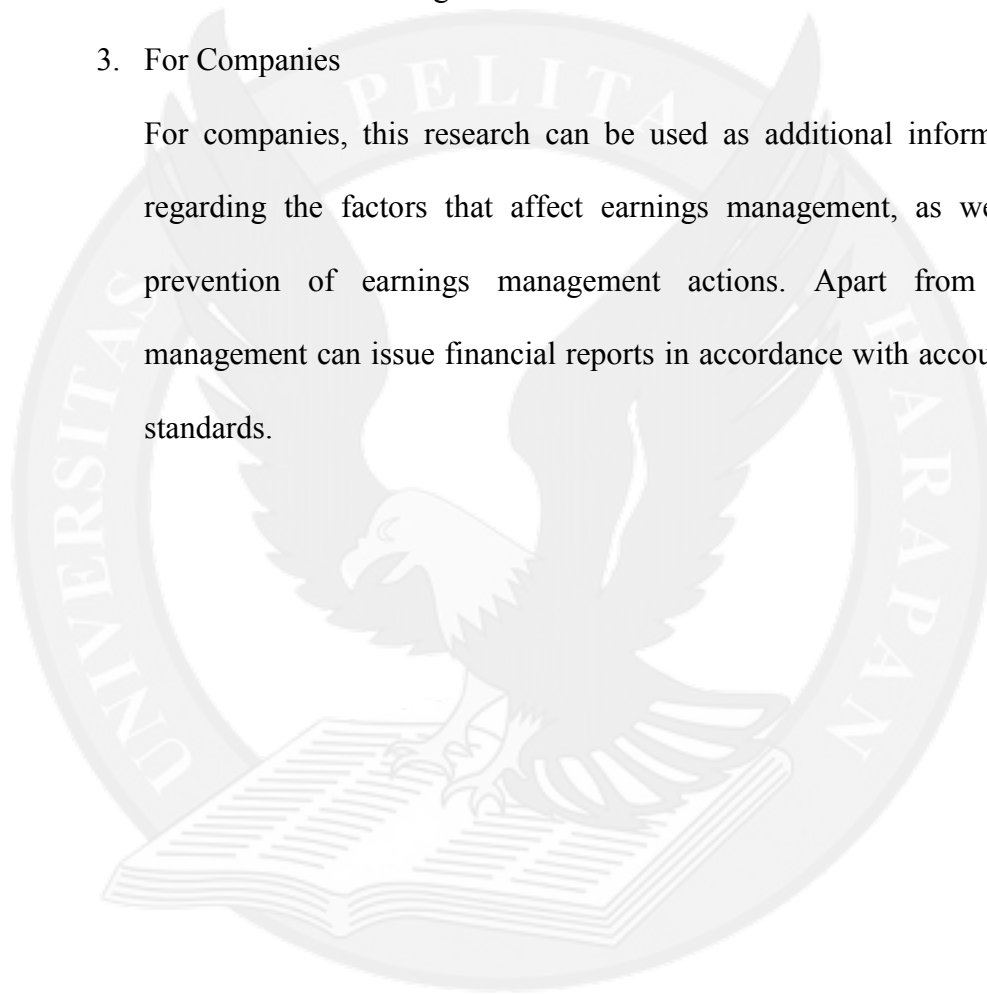 3. For Companies
For companies, this research can be used as additional inform
regarding the factors that affect earnings management, as we
prevention of earnings management actions. Apart from
management can issue financial reports in accordance with accou
standards.
UNIVERSITAS PELITA HARAPAN